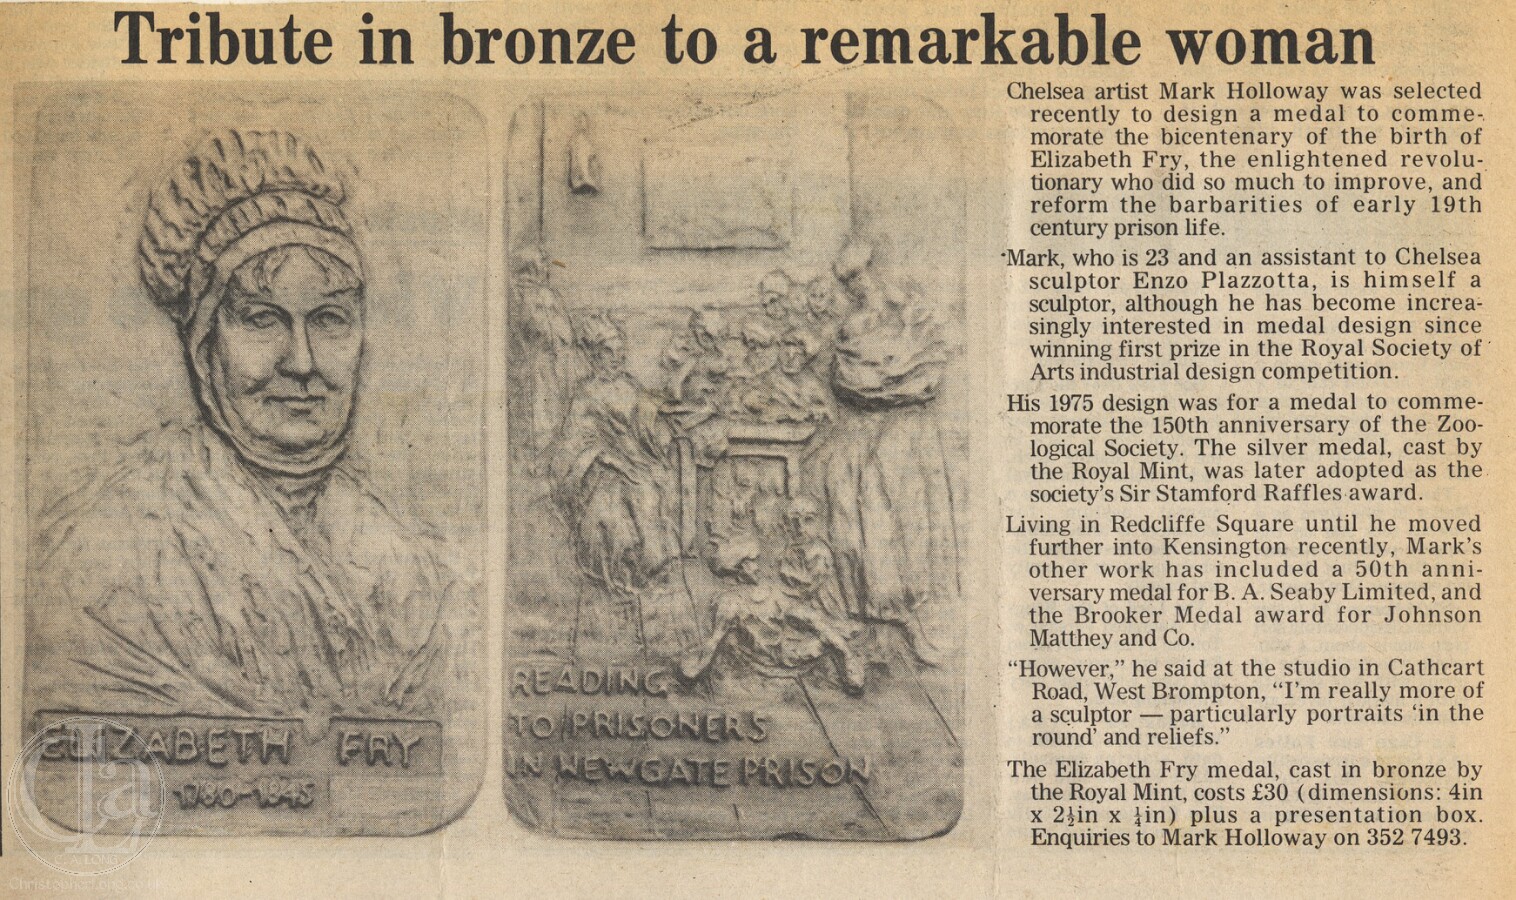 Tribute in bronze to a remarkable woman
Chelsea artist Mark Holloway was selected
recently to design a medal to comme-
morate the bicentenary of the birth of
Elizabeth Fry, the enlightened revolu-
tionary who did so much to improve, and
reform the barbarities of early 19th
century prison life.
Mark, who is 23 and an assistant to Chelsea
sculptor Enzo Plazzotta, is himself a
sculptor, although he has become increa-
singly interested in medal design since
winning first prize in the Royal Society of
Arts industrial design competition.
His 1975 design was for a medal to comme-
morate the 150th anniversary of the Zoo-
logical Society. The silver medal, cast by
the Royal Mint, was later adopted as the
society's Sir Stamford Raffles award.
Living in Redcliffe Square until he moved
further into Kensington recently, Mark's
other work has included a 50th anni-
versary medal for B. A. Seaby Limited, and
the Brooker Medal award for Johnson
Matthey and Co.
"However," he said at the studio in Cathcart
Road, West Brompton, "I'm really more of
a sculptor — particularly portraits 'in the
round' and reliefs."
The Elizabeth Fry medal, cast in bronze by
the Royal Mint, costs £30 (dimensions: 4in
x 2½in x ¼in) plus a presentation box.
Enquiries to Mark Holloway on 352 7493.
ELIZABETH FRY
1780-1845
READING
TO PRISONERS
IN NEWGATE PRISON
C. A. LONG